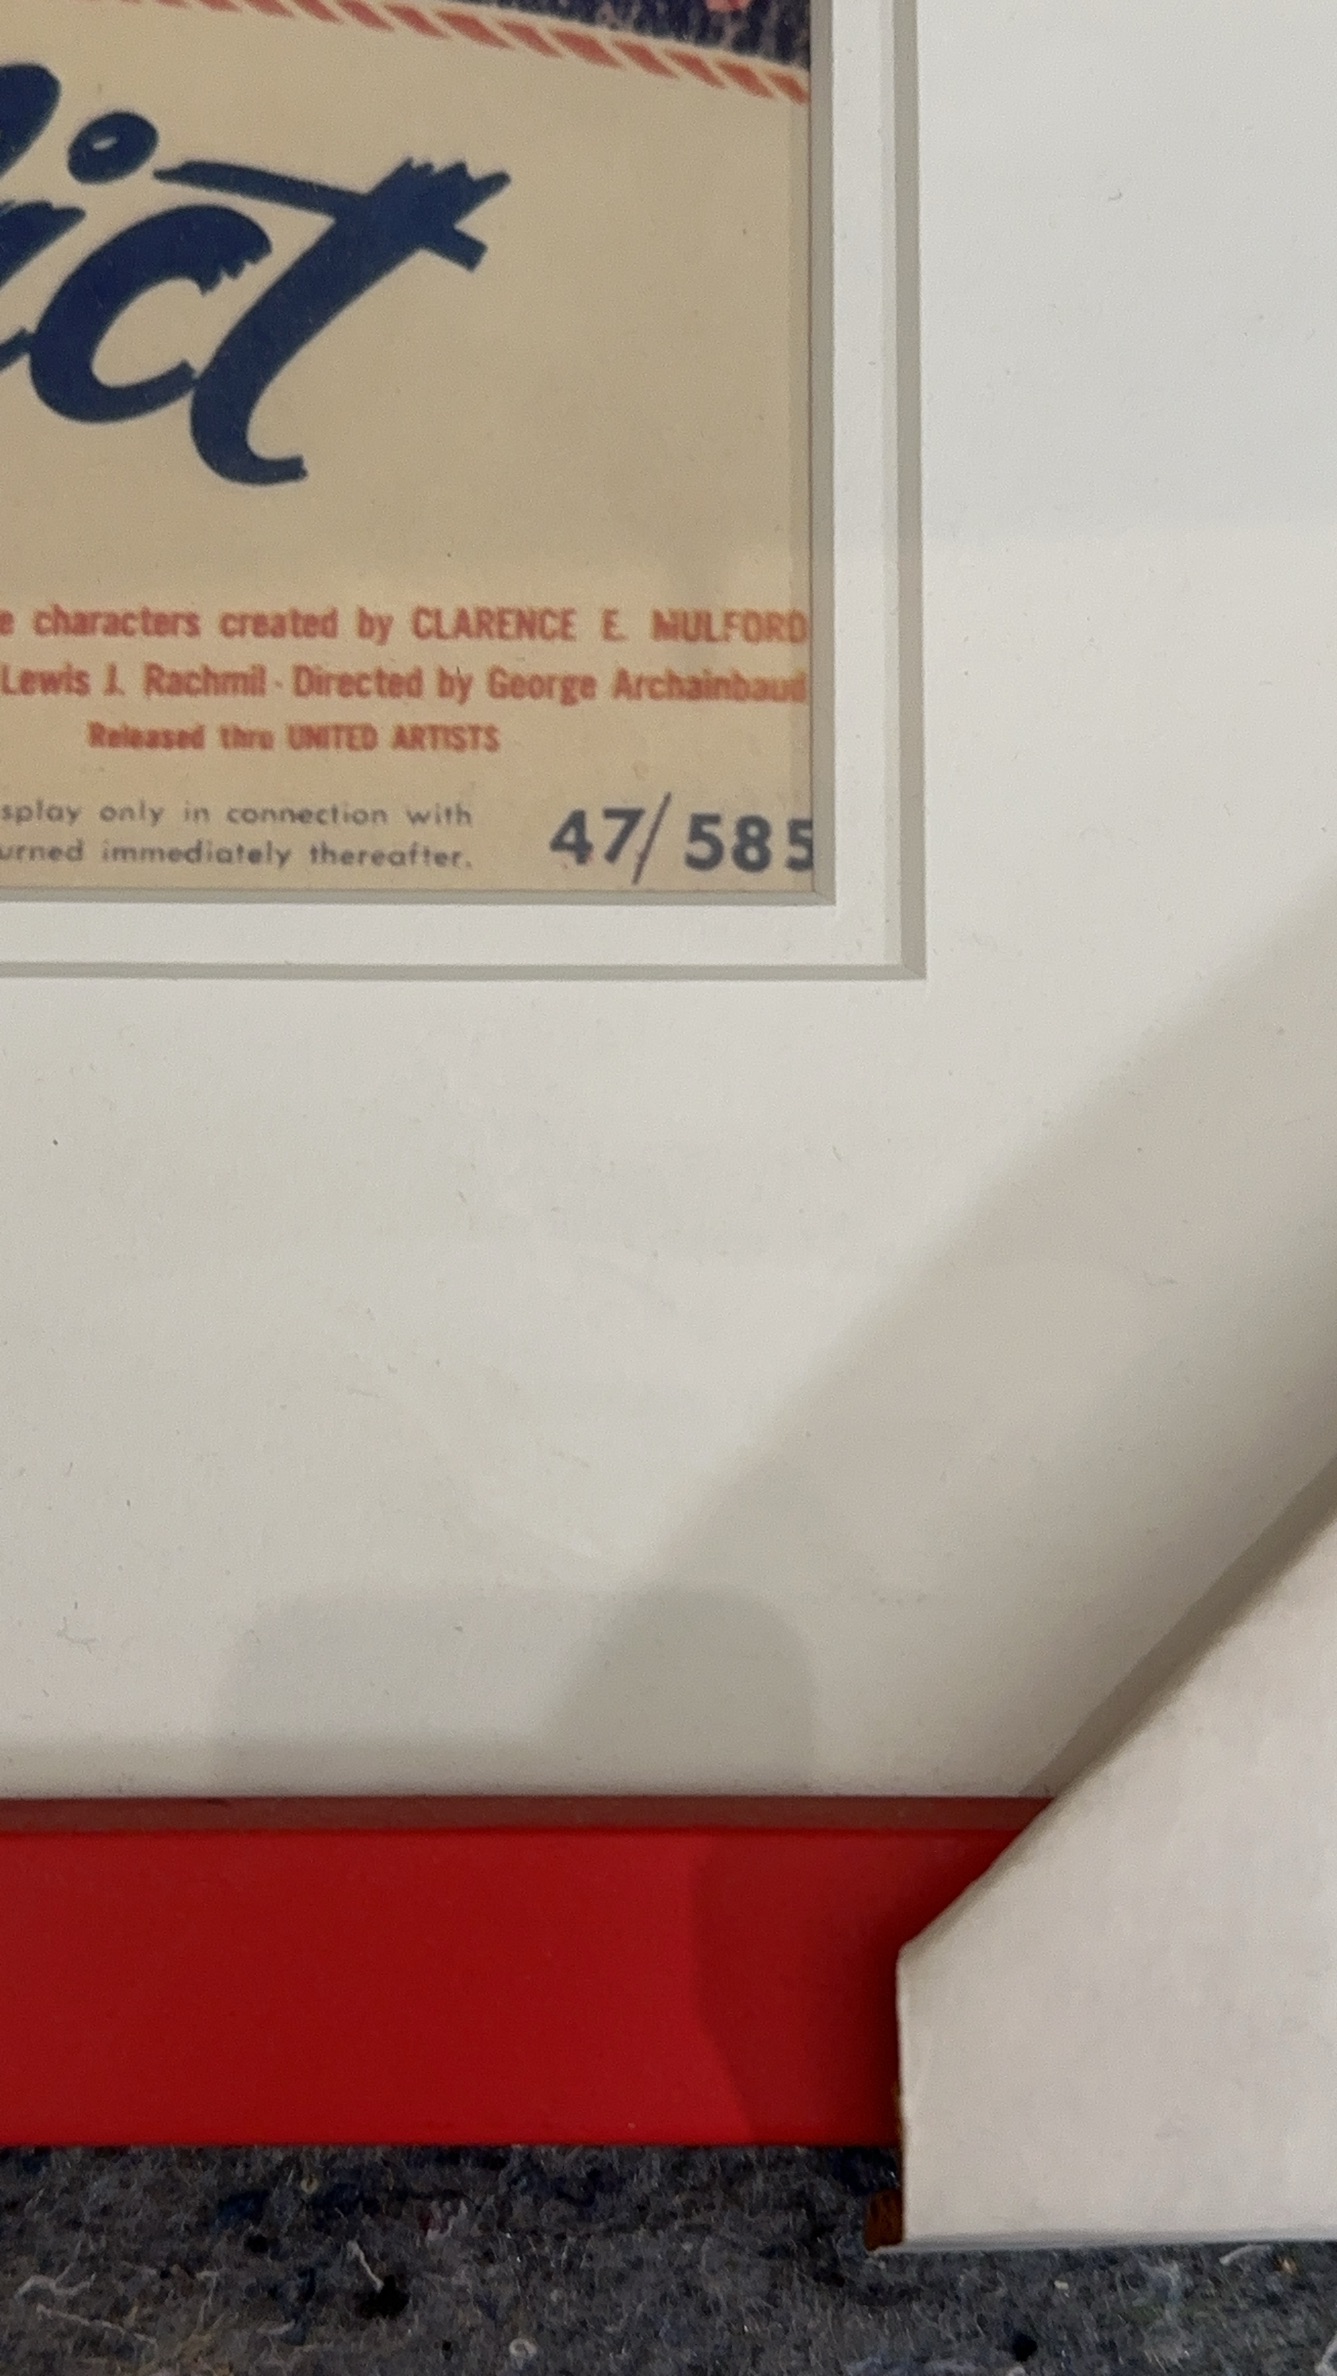 ict
e characters created by CLARENCE E. MULFORD
Lewis J. Rachmil · Directed by George Archainbaud
Released thru UNITED ARTISTS
splay only in connection with
urned immediately thereafter.
47/585